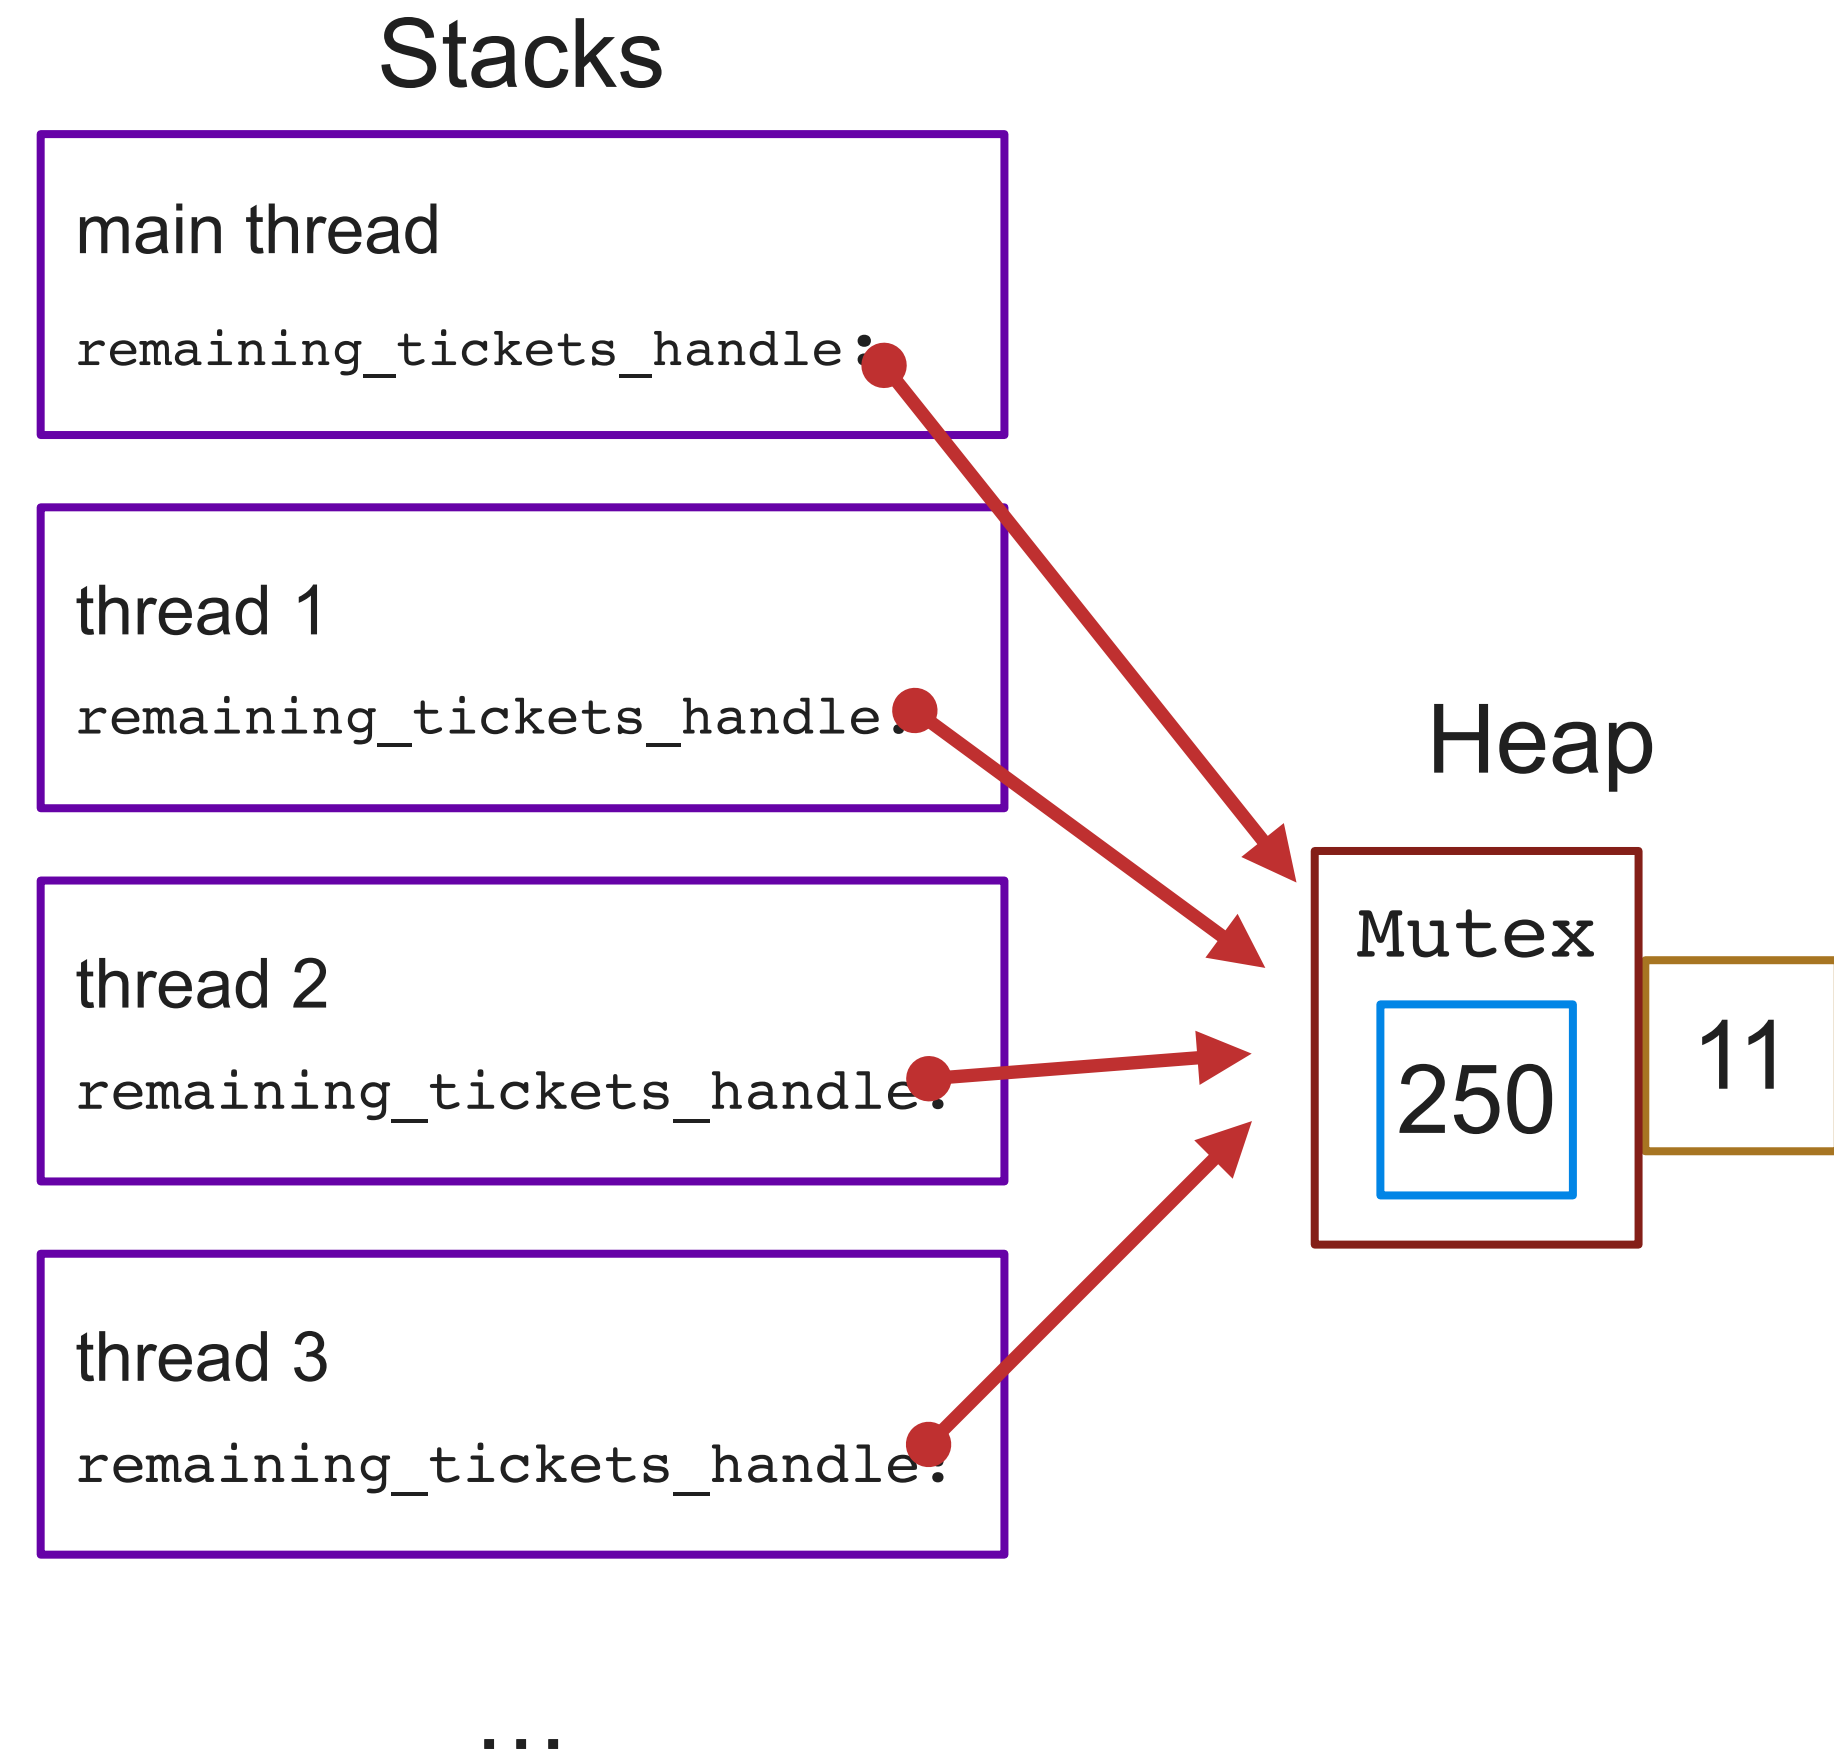 Stacks
main thread
remaining_tickets_handle:
thread 1
remaining_tickets_handle:
thread 2
remaining_tickets_handle:
thread 3
remaining_tickets_handle:
...
Heap
Mutex
250
11